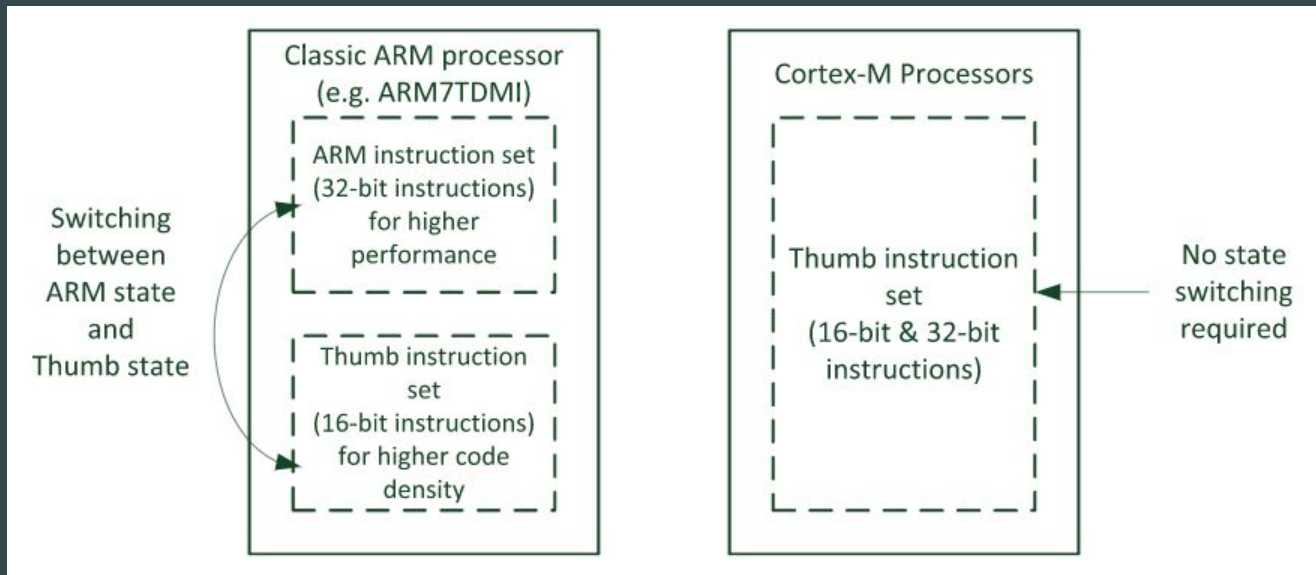 Classic ARM processor
(e.g. ARM7TDMI)
ARM instruction set
(32-bit instructions)
for higher
performance
Thumb instruction
set
(16-bit instructions)
for higher code
density
Switching
between
ARM state
and
Thumb state
Cortex-M Processors
Thumb instruction
set
(16-bit & 32-bit
instructions)
No state
switching
required